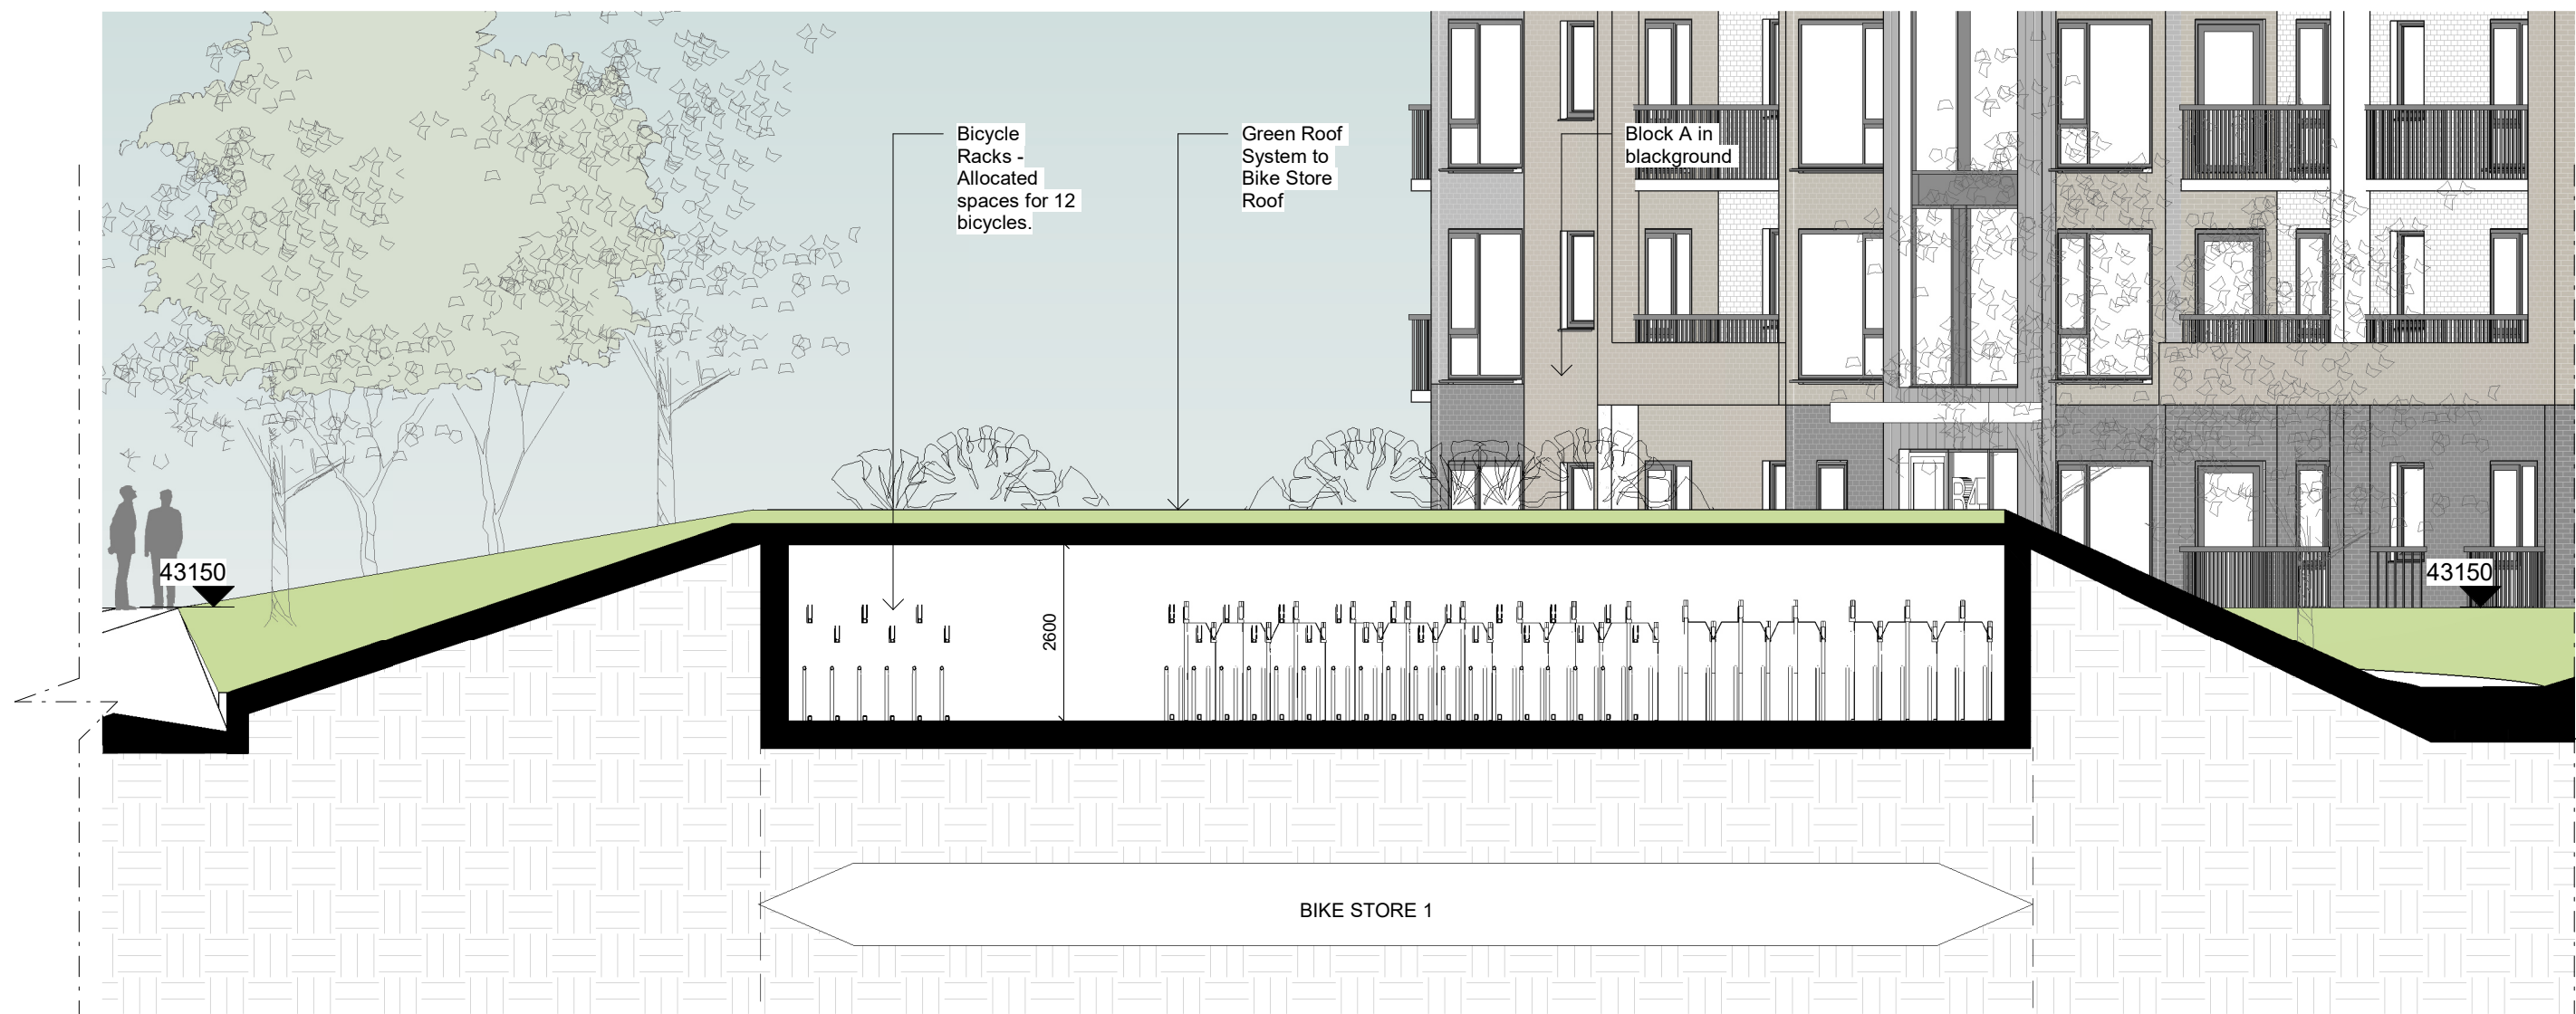 Bicycle
Racks -
Allocated
spaces for 12
bicycles.
Green Roof
System to
Bike Store
Roof
Block A in
blackground
43150
43150
2600
BIKE STORE 1